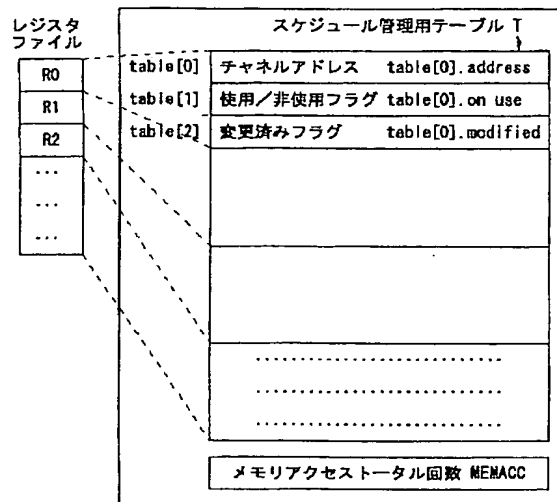 レジスタ
ファイル
スケジュール管理用テーブル T
R0
R1
R2
...
...
...
table[0]
table[1]
table[2]
チャネルアドレス table[0].address
使用／非使用フラグ table[0].on use
変更済みフラグ table[0].modified
..............................
..............................
..............................
メモリアクセストータル回数 MEMACC